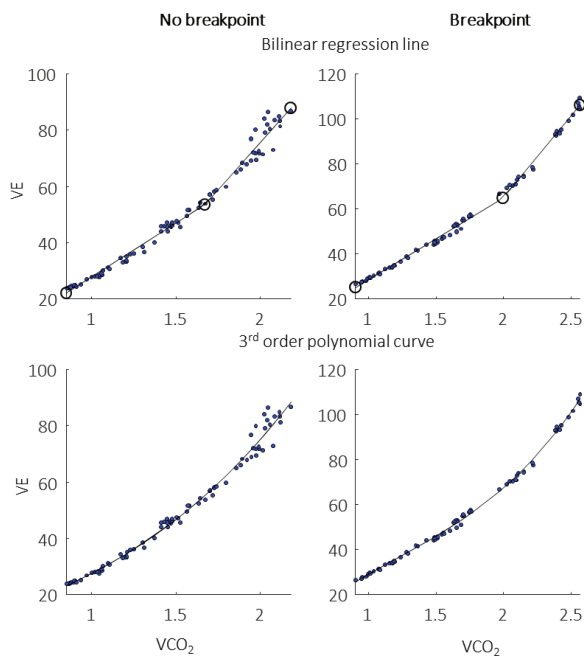 No breakpoint Breakpoint
Bilinear regression line
100 120
80 100
60 80
VE
60
40
40
20 20
1 1.5 2 1 1.5 2 2.5
3rd order polynomial curve
100 120
80 100
60 80
VE
60
40
40
20 20
1 1.5 2 1 1.5 2 2.5
VCO₂ VCO₂